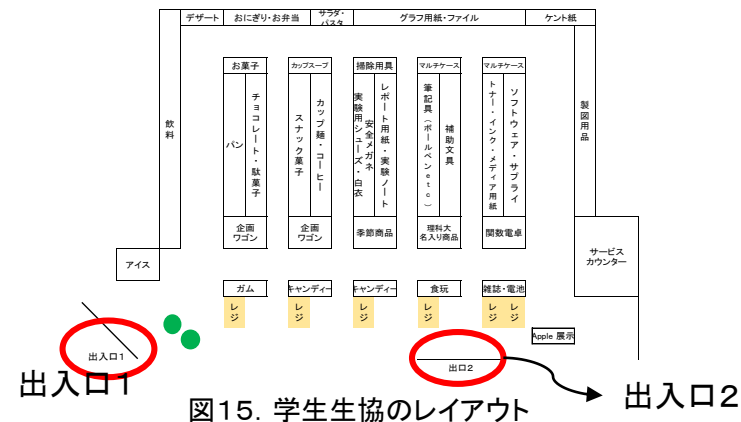 デザート
おにぎり・お弁当
サラダ・
パスタ
グラフ用紙・ファイル
ケント紙
飲料
お菓子
カップスープ
掃除用具
マルチケース
マルチケース
パン
チョコレート・駄菓子
スナック菓子
カップ麺・コーヒー
実験用シューズ・白衣
安全メガネ
レポート用紙・実験ノート
筆記具(ボールペンetc)
補助文具
トナー・インク・メディア用紙
ソフトウェア・サプライ
製図用品
企画
ワゴン
企画
ワゴン
季節商品
理科大
名入り商品
関数電卓
サービス
カウンター
アイス
ガム
キャンディー
キャンディー
食玩
雑誌・電池
レジ
レジ
レジ
レジ
レジ
レジ
Apple 展示
出入口1
出口2
出入口1
出入口2
図15.学生生協のレイアウト